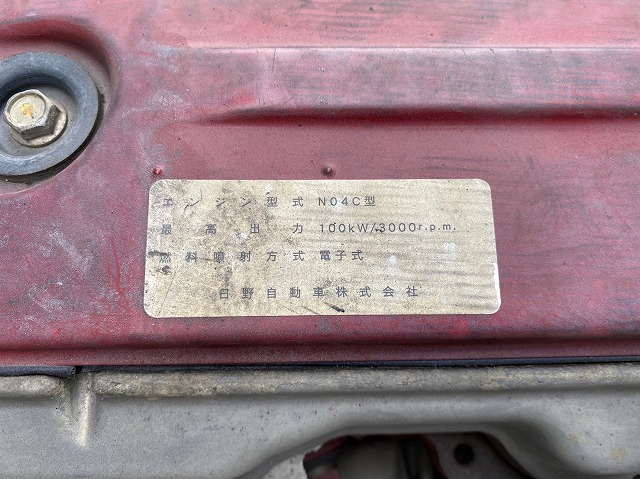 エンジン型式 N04C型
最高出力 100kW/3000r.p.m.
燃料噴射方式 電子式
日野自動車株式会社